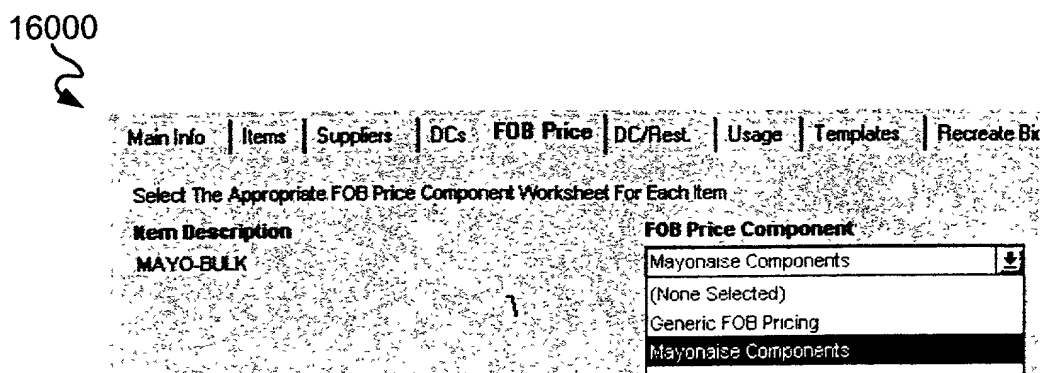 16000
Main Info Items Suppliers DCs FOB Price DC/Rest. Usage Templates Recreate Bid
Select The Appropriate FOB Price Component Worksheet For Each Item
Item Description FOB Price Component
MAYO-BULK Mayonaise Components
(None Selected)
Generic FOB Pricing
Mayonaise Components